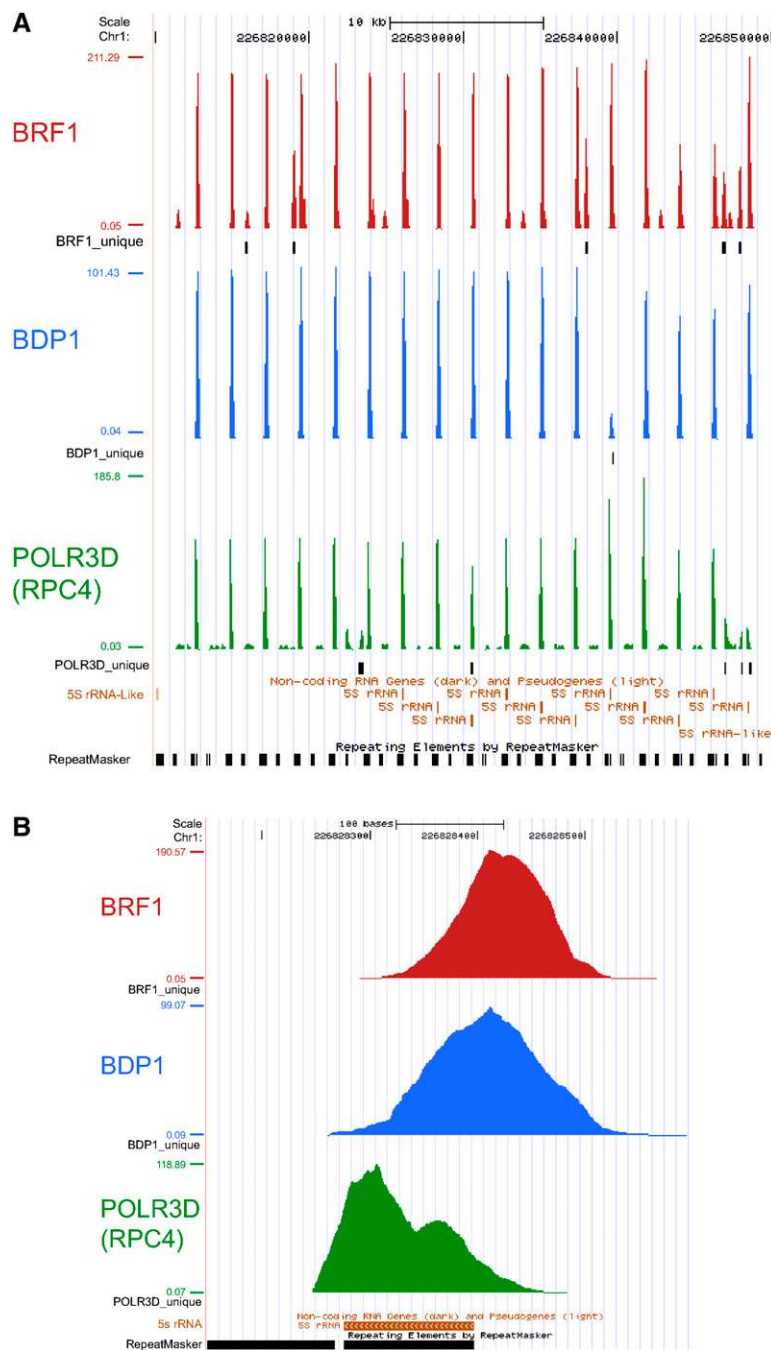 A
Scale
10 kb
Chr1:
226820000
226830000
226840000
226850000
211.29
BRF1
0.05
BRF1_unique
101.43
BDP1
0.04
BDP1_unique
185.8
POLR3D
(RPC4)
0.03
POLR3D_unique
Non-coding RNA Genes (dark) and Pseudogenes (light)
5S rRNA-Like
5S rRNA 5S rRNA 5S rRNA 5S rRNA
5S rRNA 5S rRNA 5S rRNA 5S rRNA
5S rRNA 5S rRNA 5S rRNA
5S rRNA-like
Repeating Elements by RepeatMasker
RepeatMasker
B
Scale
100 bases
Chr1:
226828300
226828400
226828500
190.57
BRF1
0.05
BRF1_unique
99.07
BDP1
0.09
BDP1_unique
118.89
POLR3D
(RPC4)
0.07
POLR3D_unique
Non-coding RNA Genes (dark) and Pseudogenes (light)
5s rRNA
5S rRNA
Repeating Elements by RepeatMasker
RepeatMasker